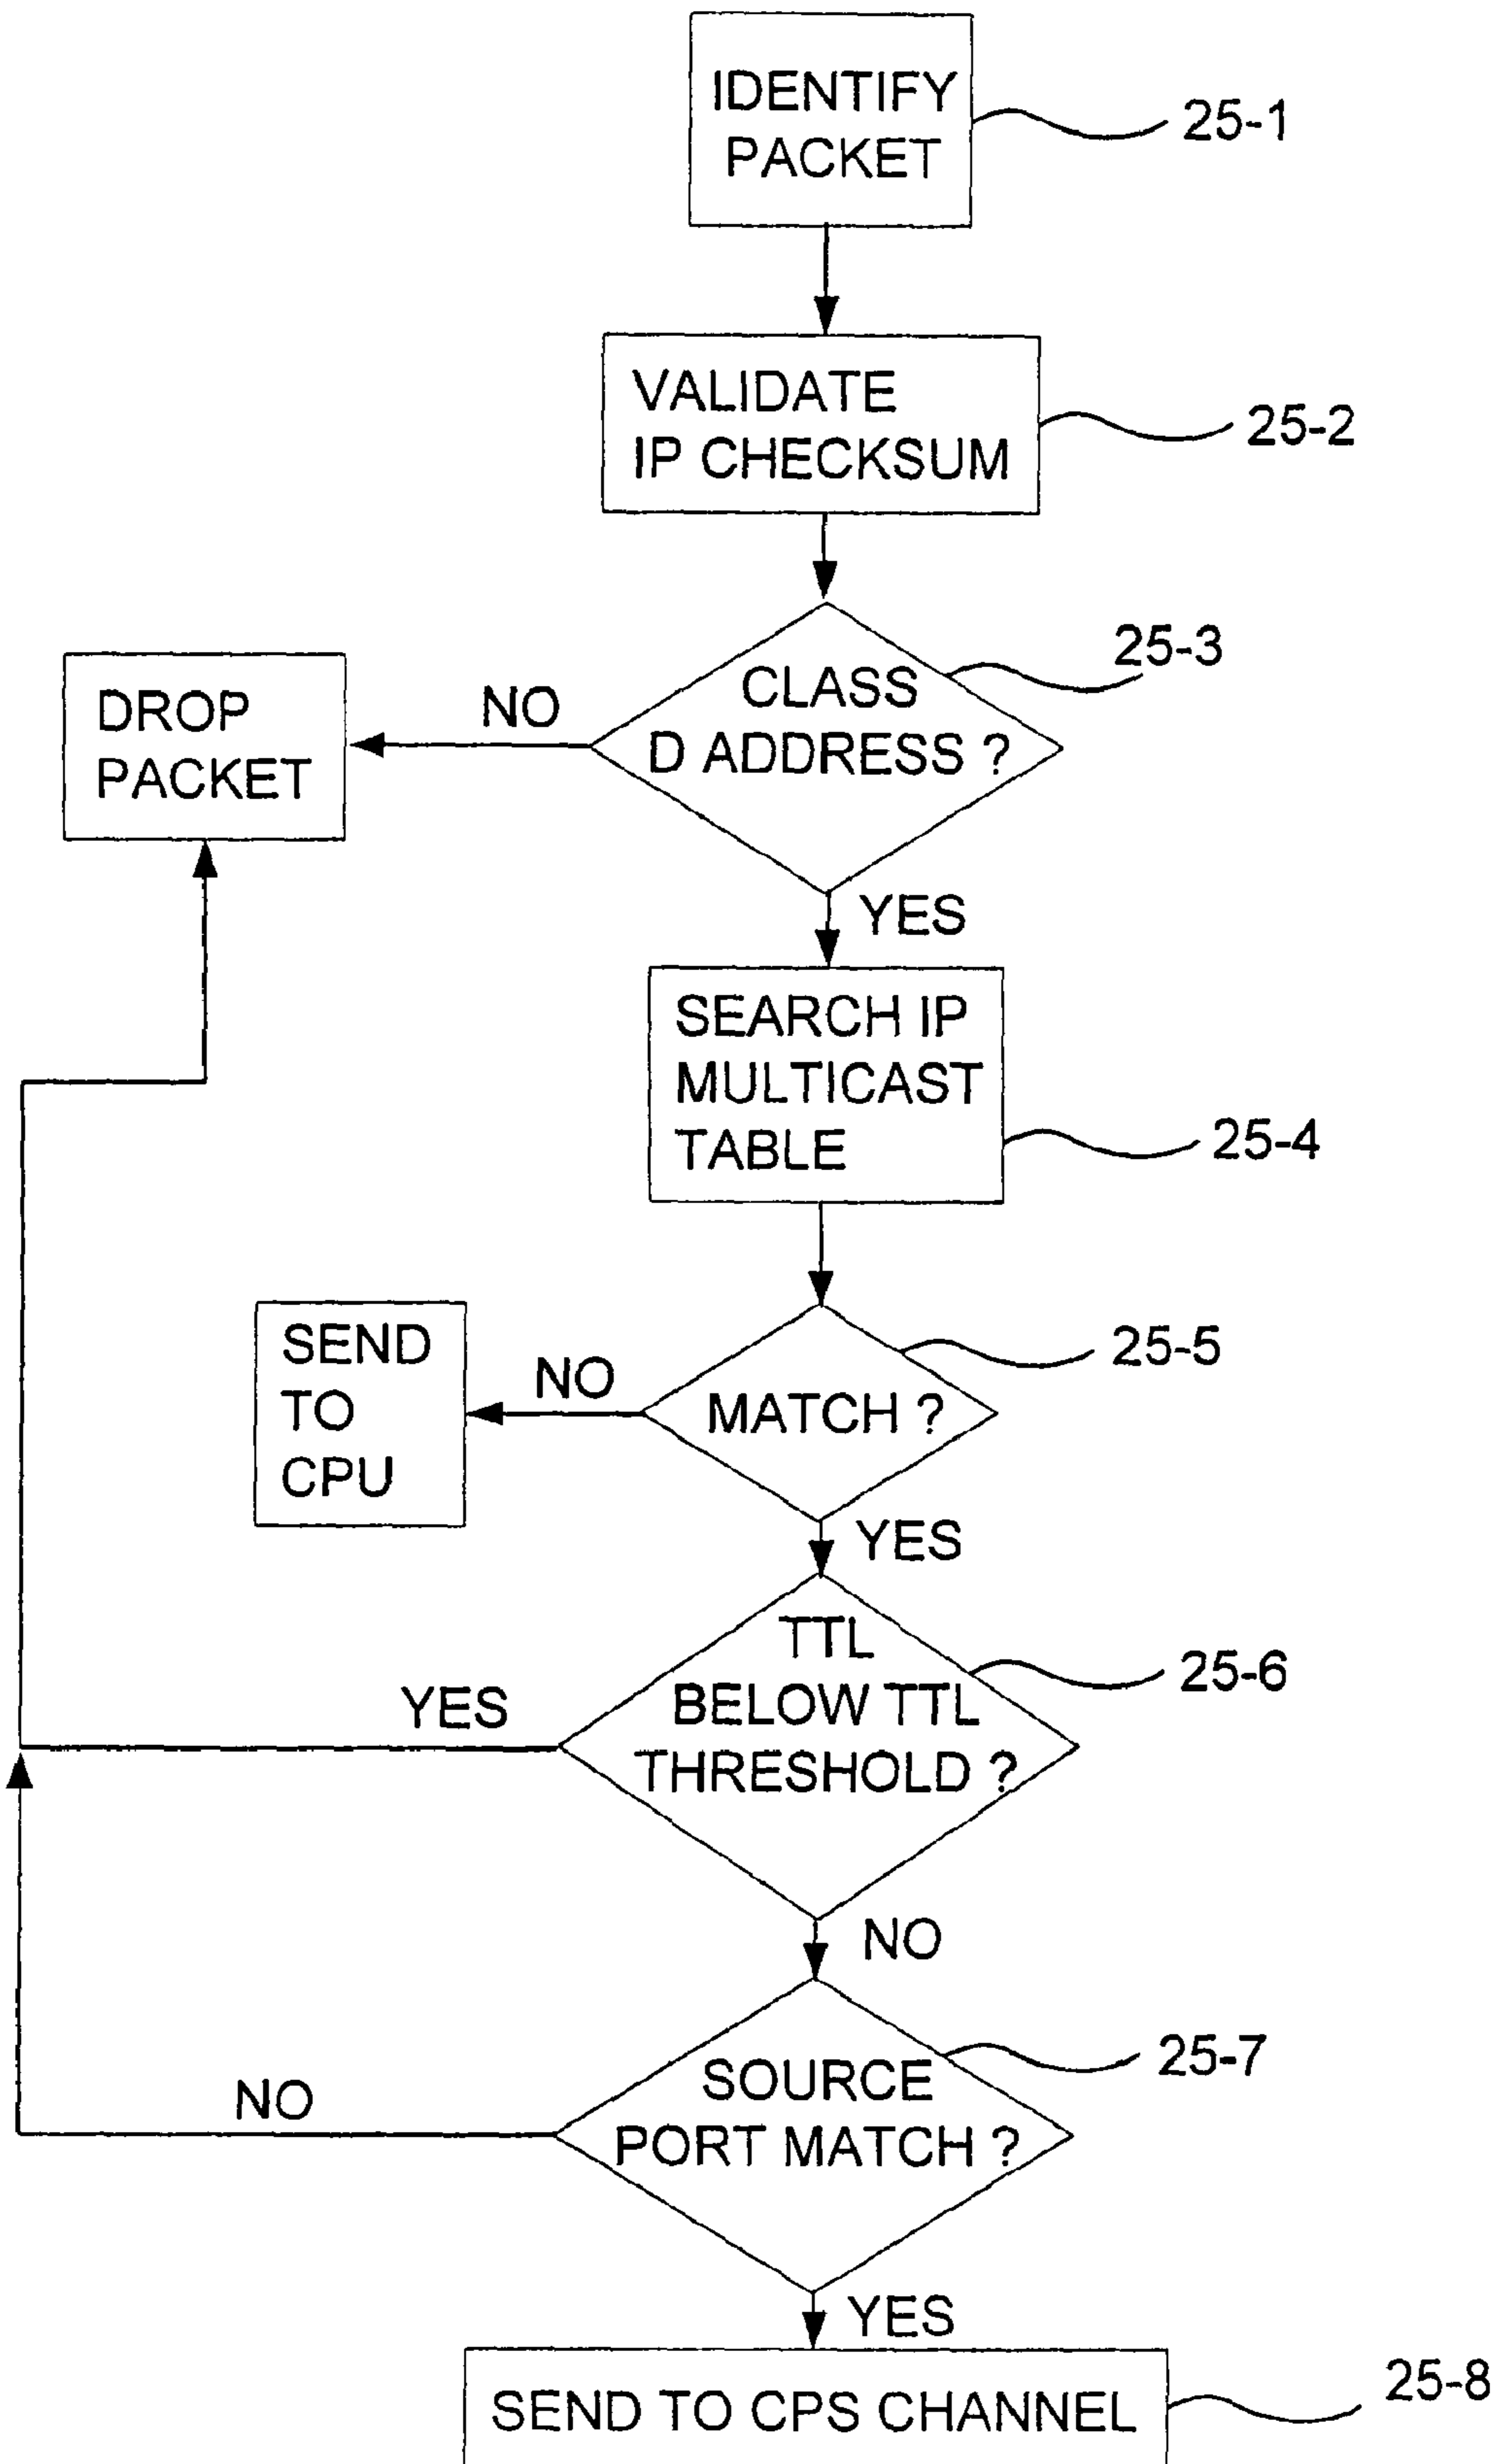 IDENTIFY
PACKET
25-1
VALIDATE
IP CHECKSUM
25-2
CLASS
D ADDRESS ?
25-3
NO
DROP
PACKET
YES
SEARCH IP
MULTICAST
TABLE
25-4
MATCH ?
25-5
NO
SEND
TO
CPU
YES
TTL
BELOW TTL
THRESHOLD ?
25-6
YES
NO
SOURCE
PORT MATCH ?
25-7
NO
YES
SEND TO CPS CHANNEL
25-8